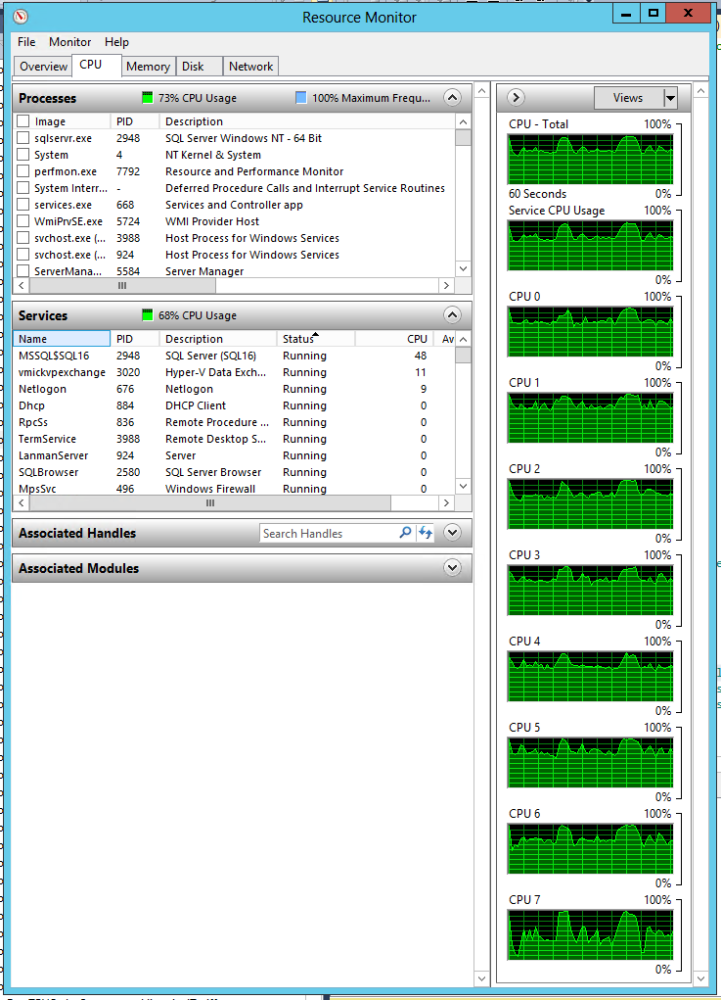 Resource Monitor
File Monitor Help
Overview CPU Memory Disk Network
Processes 73% CPU Usage 100% Maximum Frequ...
Image PID Description
sqlservr.exe 2948 SQL Server Windows NT - 64 Bit
System 4 NT Kernel & System
perfmon.exe 7792 Resource and Performance Monitor
System Interr... - Deferred Procedure Calls and Interrupt Service Routines
services.exe 668 Services and Controller app
WmiPrvSE.exe 5724 WMI Provider Host
svchost.exe (... 3988 Host Process for Windows Services
svchost.exe (... 924 Host Process for Windows Services
ServerMana... 5584 Server Manager
Services 68% CPU Usage
Name PID Description Status CPU Av
MSSQL$SQL16 2948 SQL Server (SQL16) Running 48
vmickvpexchange 3020 Hyper-V Data Exch... Running 11
Netlogon 676 Netlogon Running 9
Dhcp 884 DHCP Client Running 0
RpcSs 836 Remote Procedure ... Running 0
TermService 3988 Remote Desktop S... Running 0
LanmanServer 924 Server Running 0
SQLBrowser 2580 SQL Server Browser Running 0
MpsSvc 496 Windows Firewall Running 0
Associated Handles Search Handles
Associated Modules
Views
CPU - Total 100%
60 Seconds 0%
Service CPU Usage 100%
0%
CPU 0 100%
0%
CPU 1 100%
0%
CPU 2 100%
0%
CPU 3 100%
0%
CPU 4 100%
0%
CPU 5 100%
0%
CPU 6 100%
0%
CPU 7 100%
0%